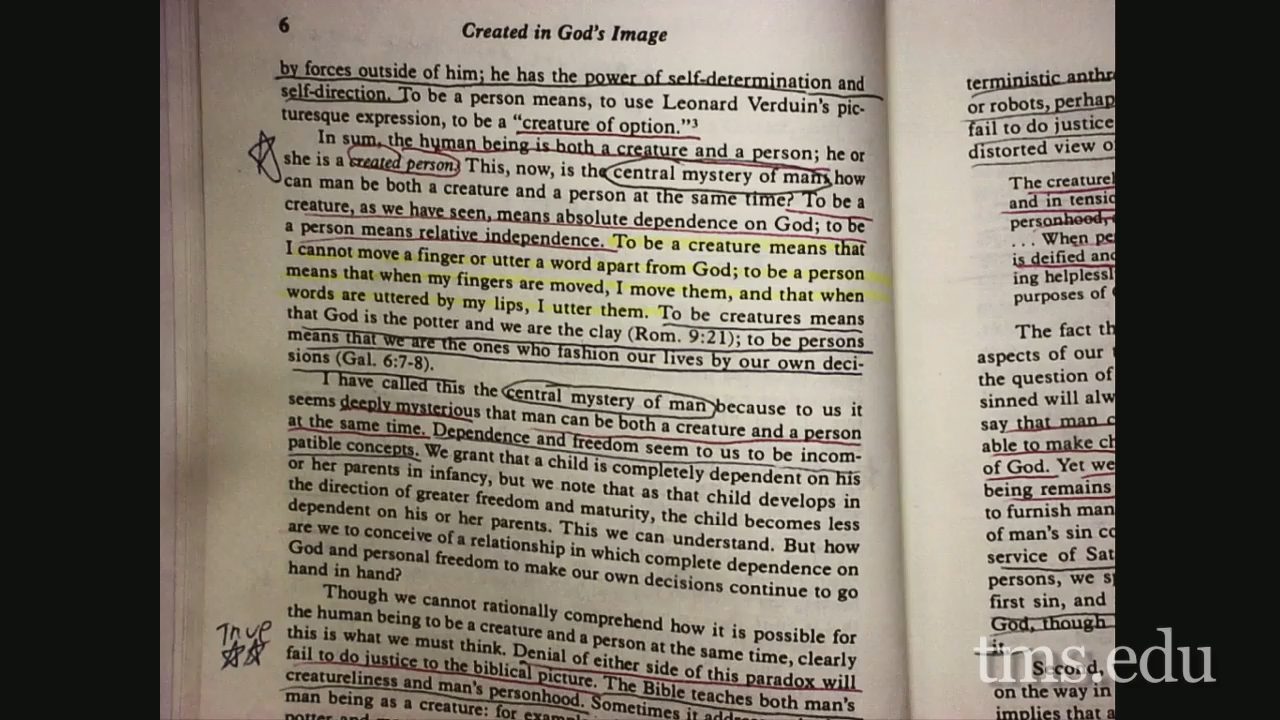 6
Created in God's Image
by forces outside of him; he has the power of self-determination and
self-direction. To be a person means, to use Leonard Verduin's pic-
turesque expression, to be a "creature of option."3
In sum, the human being is both a creature and a person; he or
she is a created person. This, now, is the central mystery of man: how
can man be both a creature and a person at the same time? To be a
creature, as we have seen, means absolute dependence on God; to be
a person means relative independence. To be a creature means that
I cannot move a finger or utter a word apart from God; to be a person
means that when my fingers are moved, I move them, and that when
words are uttered by my lips, I utter them. To be creatures means
that God is the potter and we are the clay (Rom. 9:21); to be persons
means that we are the ones who fashion our lives by our own deci-
sions (Gal. 6:7-8).
I have called this the central mystery of man because to us it
seems deeply mysterious that man can be both a creature and a person
at the same time. Dependence and freedom seem to us to be incom-
patible concepts. We grant that a child is completely dependent on his
or her parents in infancy, but we note that as that child develops in
the direction of greater freedom and maturity, the child becomes less
dependent on his or her parents. This we can understand. But how
are we to conceive of a relationship in which complete dependence on
God and personal freedom to make our own decisions continue to go
hand in hand?
Though we cannot rationally comprehend how it is possible for
the human being to be a creature and a person at the same time, clearly
this is what we must think. Denial of either side of this paradox will
fail to do justice to the biblical picture. The Bible teaches both man's
creatureliness and man's personhood. Sometimes it
man being as a creature: for
potter and
True
terministic anthr
or robots, perhap
fail to do justice
distorted view o
The creaturel
and in tensio
personhood,
... When pe
is deified and
ing helplessl
purposes of
The fact th
aspects of our
the question of
sinned will alw
say that man c
able to make ch
of God. Yet we
being remains
to furnish man
of man's sin co
service of Sat
persons, we s
first sin, and
God, though
it.
Second,
on the way in
implies that a
tms.edu